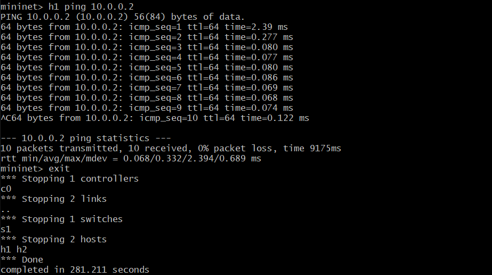 mininet> h1 ping 10.0.0.2
PING 10.0.0.2 (10.0.0.2) 56(84) bytes of data.
64 bytes from 10.0.0.2: icmp_seq=1 ttl=64 time=2.39 ms
64 bytes from 10.0.0.2: icmp_seq=2 ttl=64 time=0.277 ms
64 bytes from 10.0.0.2: icmp_seq=3 ttl=64 time=0.080 ms
64 bytes from 10.0.0.2: icmp_seq=4 ttl=64 time=0.077 ms
64 bytes from 10.0.0.2: icmp_seq=5 ttl=64 time=0.080 ms
64 bytes from 10.0.0.2: icmp_seq=6 ttl=64 time=0.086 ms
64 bytes from 10.0.0.2: icmp_seq=7 ttl=64 time=0.069 ms
64 bytes from 10.0.0.2: icmp_seq=8 ttl=64 time=0.068 ms
64 bytes from 10.0.0.2: icmp_seq=9 ttl=64 time=0.074 ms
^C64 bytes from 10.0.0.2: icmp_seq=10 ttl=64 time=0.122 ms
--- 10.0.0.2 ping statistics ---
10 packets transmitted, 10 received, 0% packet loss, time 9175ms
rtt min/avg/max/mdev = 0.068/0.332/2.394/0.689 ms
mininet> exit
*** Stopping 1 controllers
c0
*** Stopping 2 links
..
*** Stopping 1 switches
s1
*** Stopping 2 hosts
h1 h2
*** Done
completed in 281.211 seconds